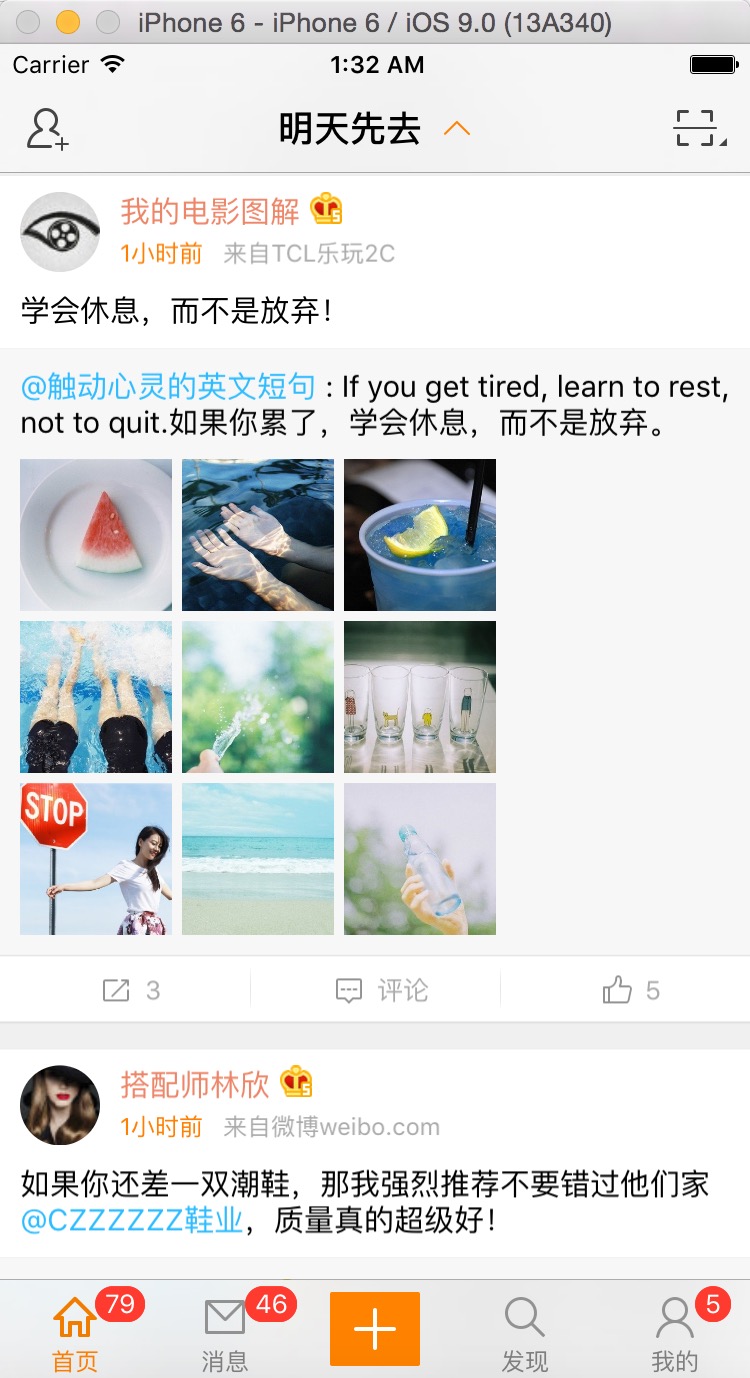 iPhone 6 - iPhone 6 / iOS 9.0 (13A340)
Carrier 1:32 AM
明天先去
我的电影图解 5
1小时前 来自TCL乐玩2C
学会休息，而不是放弃！
@触动心灵的英文短句 : If you get tired, learn to rest,
not to quit.如果你累了，学会休息，而不是放弃。
STOP
3 评论 5
搭配师林欣 5
1小时前 来自微博weibo.com
如果你还差一双潮鞋，那我强烈推荐不要错过他们家
@CZZZZZZ鞋业，质量真的超级好！
79 46 5
首页 消息 发现 我的